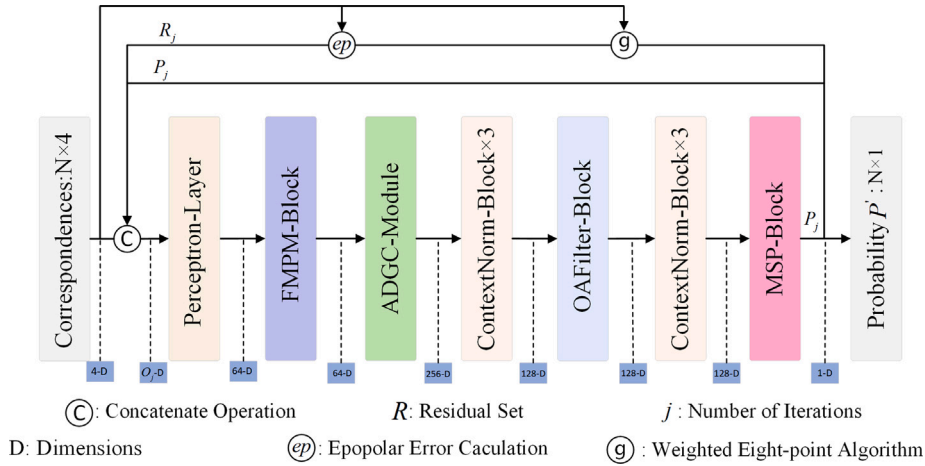 R_j
ep
g
P_j
Correspondences:N×4
C
Perceptron-Layer
FMPM-Block
ADGC-Module
ContextNorm-Block×3
OAFilter-Block
ContextNorm-Block×3
MSP-Block
P_j
Probability P': N×1
4-D
O_j-D
64-D
64-D
256-D
128-D
128-D
128-D
1-D
C: Concatenate Operation
R: Residual Set
j: Number of Iterations
D: Dimensions
ep: Epopolar Error Caculation
g: Weighted Eight-point Algorithm